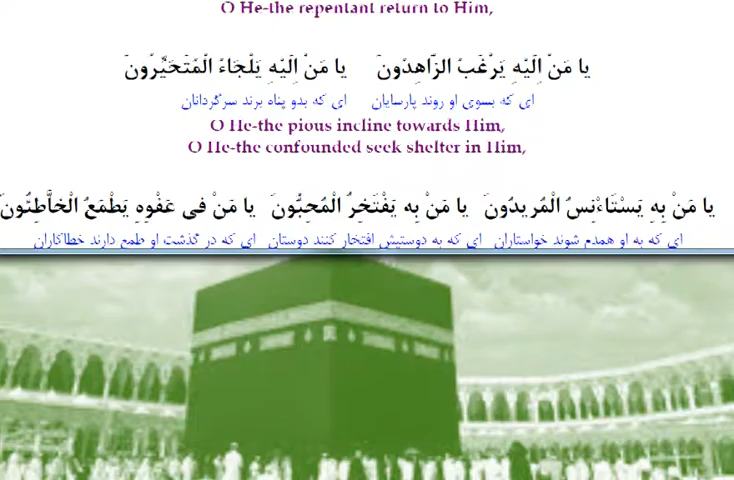 O He-the repentant return to Him,
يا مَنْ اِلَيْهِ يَرْغَبُ الزّاهِدُونَ يا مَنْ اِلَيْهِ يَلْجَاءُ الْمُتَحَيِّرُونَ
ای که بسوی او روند پارسایان ای که بدو پناه برند سرگردانان
O He-the pious incline towards Him,
O He-the confounded seek shelter in Him,
يا مَنْ بِهِ يَسْتَاءْنِسُ الْمُريدُونَ يا مَنْ بِه يَفْتَخِرُ الْمُحِبُّونَ يا مَنْ فى عَفْوِهِ يَطْمَعُ الْخاَّطِئُونَ
ای که به او همدم شوند خواستاران ای که به دوستیش افتخار کنند دوستان ای که در گذشت او طمع دارند خطاکاران